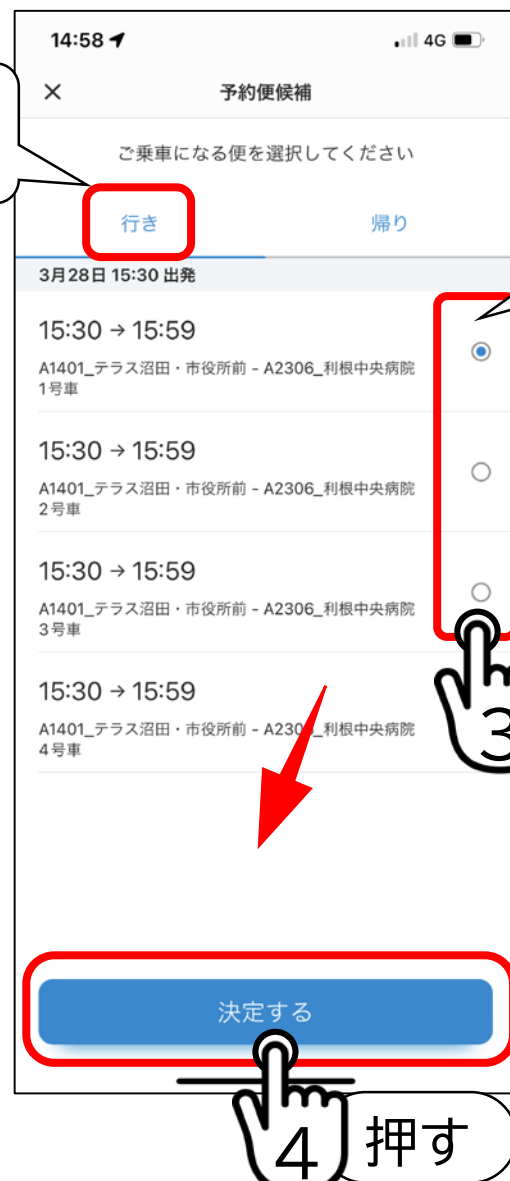 14:58
4G
×
予約便候補
ご乗車になる便を選択してください
行き
帰り
3月28日 15:30 出発
15:30 → 15:59
A1401_テラス沼田・市役所前 – A2306_利根中央病院
1号車
15:30 → 15:59
A1401_テラス沼田・市役所前 – A2306_利根中央病院
2号車
15:30 → 15:59
A1401_テラス沼田・市役所前 – A2306_利根中央病院
3号車
3
15:30 → 15:59
A1401_テラス沼田・市役所前 – A2306_利根中央病院
4号車
決定する
4
押す